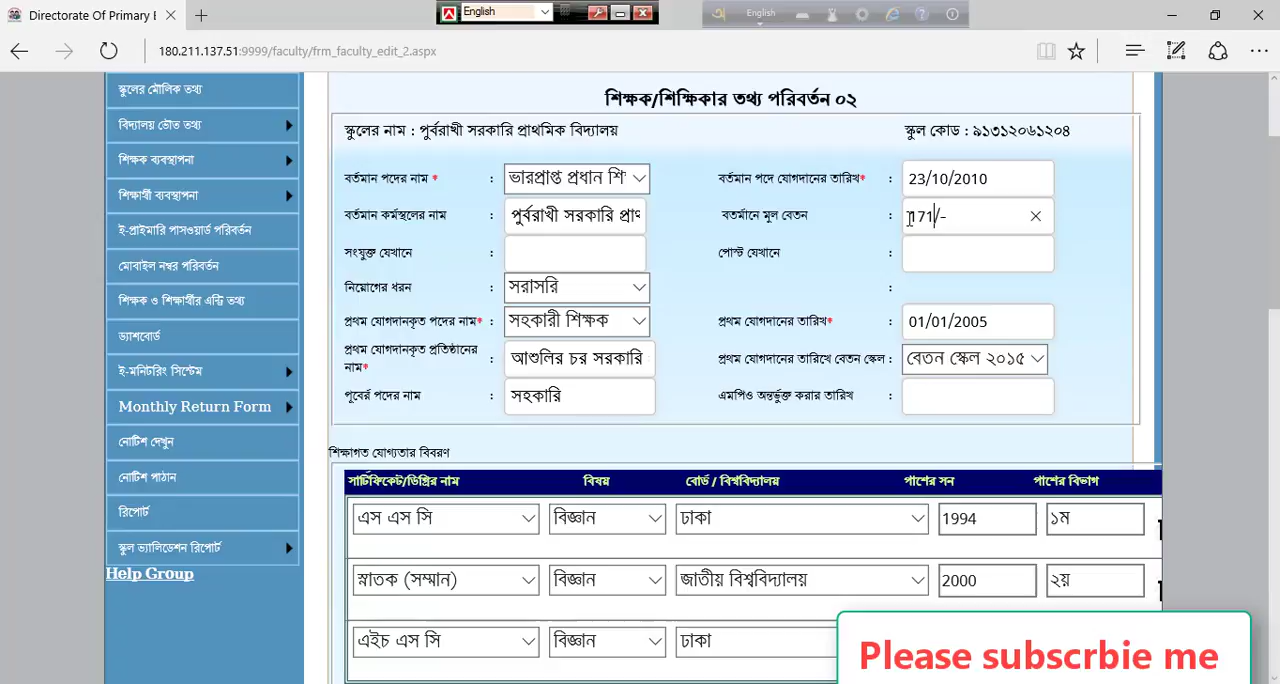 Directorate Of Primary E
English
English
180.211.137.51:9999/faculty/frm_faculty_edit_2.aspx
স্কুলের মৌলিক তথ্য
বিদ্যালয় ভৌত তথ্য
শিক্ষক ব্যবস্থাপনা
শিক্ষার্থী ব্যবস্থাপনা
ই-প্রাইমারি পাসওয়ার্ড পরিবর্তন
মোবাইল নম্বর পরিবর্তন
শিক্ষক ও শিক্ষার্থীর এন্ট্রি তথ্য
ড্যাশবোর্ড
ই-মনিটরিং সিস্টেম
Monthly Return Form
নোটিশ দেখুন
নোটিশ পাঠান
রিপোর্ট
স্কুল ভ্যালিডেশন রিপোর্ট
Help Group
শিক্ষক/শিক্ষিকার তথ্য পরিবর্তন ০২
স্কুলের নাম : পুর্বরাখী সরকারি প্রাথমিক বিদ্যালয় স্কুল কোড : ৯১৩১২০৬১২০৪
বর্তমান পদের নাম * : ভারপ্রাপ্ত প্রধান শি বর্তমান পদে যোগদানের তারিখ* : 23/10/2010
বর্তমান কর্মস্থলের নাম : পুর্বরাখী সরকারি প্রাথ বর্তমানে মুল বেতন : 171/-
সংযুক্ত যেখানে : পোস্ট যেখানে :
নিয়োগের ধরন : সরাসরি :
প্রথম যোগদানকৃত পদের নাম* : সহকারী শিক্ষক প্রথম যোগদানের তারিখ* : 01/01/2005
প্রথম যোগদানকৃত প্রতিষ্ঠানের নাম* : আশুলির চর সরকারি প্রথম যোগদানের তারিখে বেতন স্কেল : বেতন স্কেল ২০১৫
পূবের্র পদের নাম : সহকারি এমপিও অন্তর্ভুক্ত করার তারিখ :
শিক্ষাগত যোগ্যতার বিবরণ
সার্টিফিকেট/ডিগ্রির নাম বিষয় বোর্ড / বিশ্ববিদ্যালয় পাশের সন পাশের বিভাগ
এস এস সি বিজ্ঞান ঢাকা 1994 ১ম
স্নাতক (সম্মান) বিজ্ঞান জাতীয় বিশ্ববিদ্যালয় 2000 ২য়
এইচ এস সি বিজ্ঞান ঢাকা
Please subscrbie me